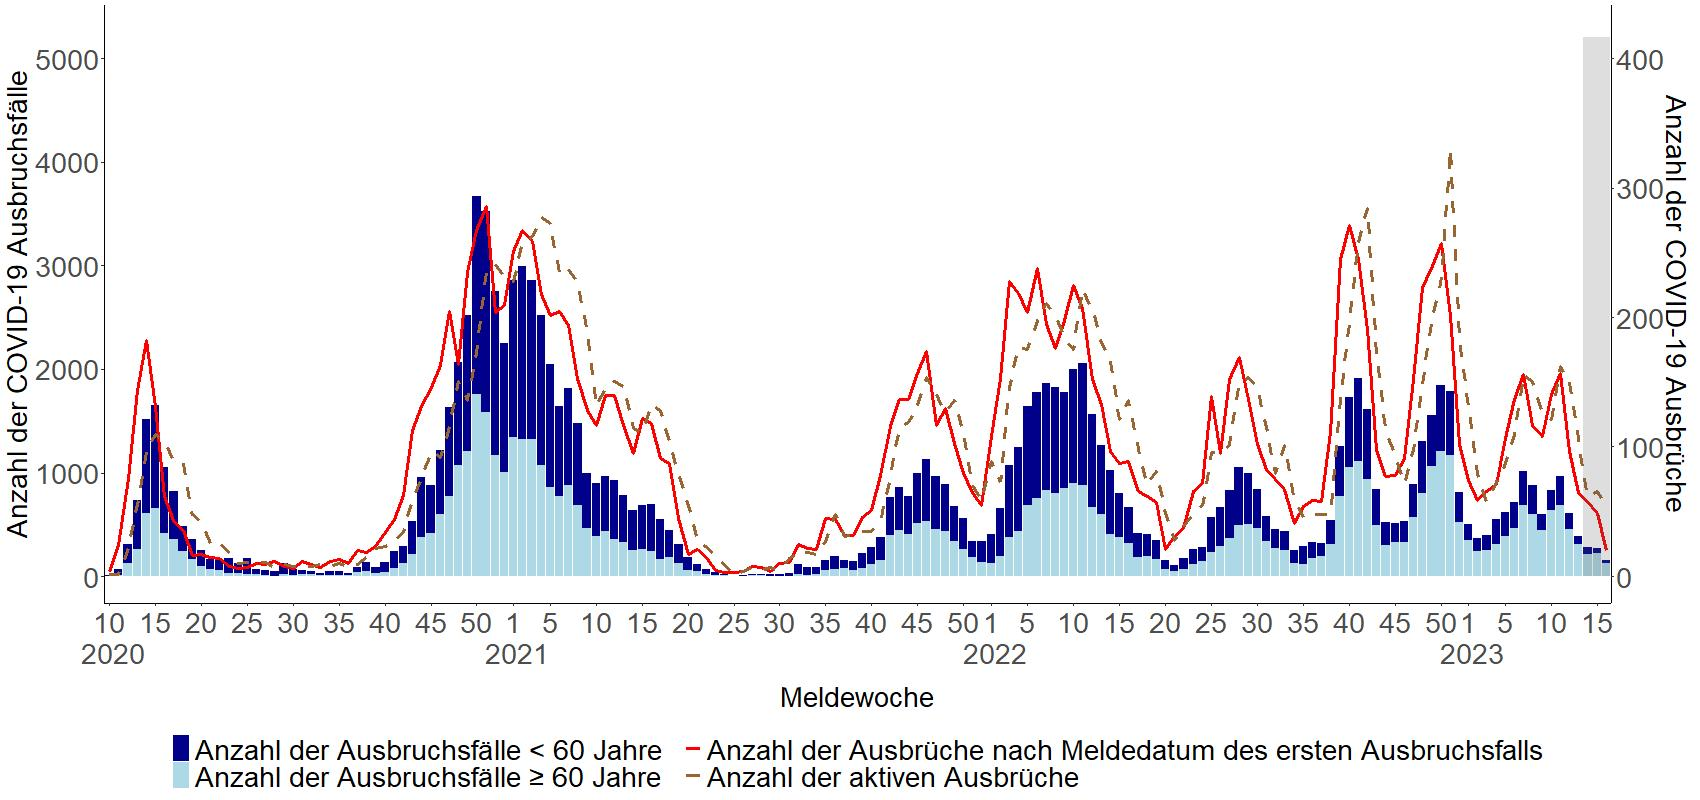 Anzahl der COVID-19 Ausbruchsfälle
5000
4000
3000
2000
1000
0
400
300
200
100
0
Anzahl der COVID-19 Ausbrüche
10 15 20 25 30 35 40 45 50 1 5 10 15 20 25 30 35 40 45 50 1 5 10 15 20 25 30 35 40 45 50 1 5 10 15
2020 2021 2022 2023
Meldewoche
Anzahl der Ausbruchsfälle < 60 Jahre
Anzahl der Ausbrüche nach Meldedatum des ersten Ausbruchsfalls
Anzahl der Ausbruchsfälle ≥ 60 Jahre
Anzahl der aktiven Ausbrüche